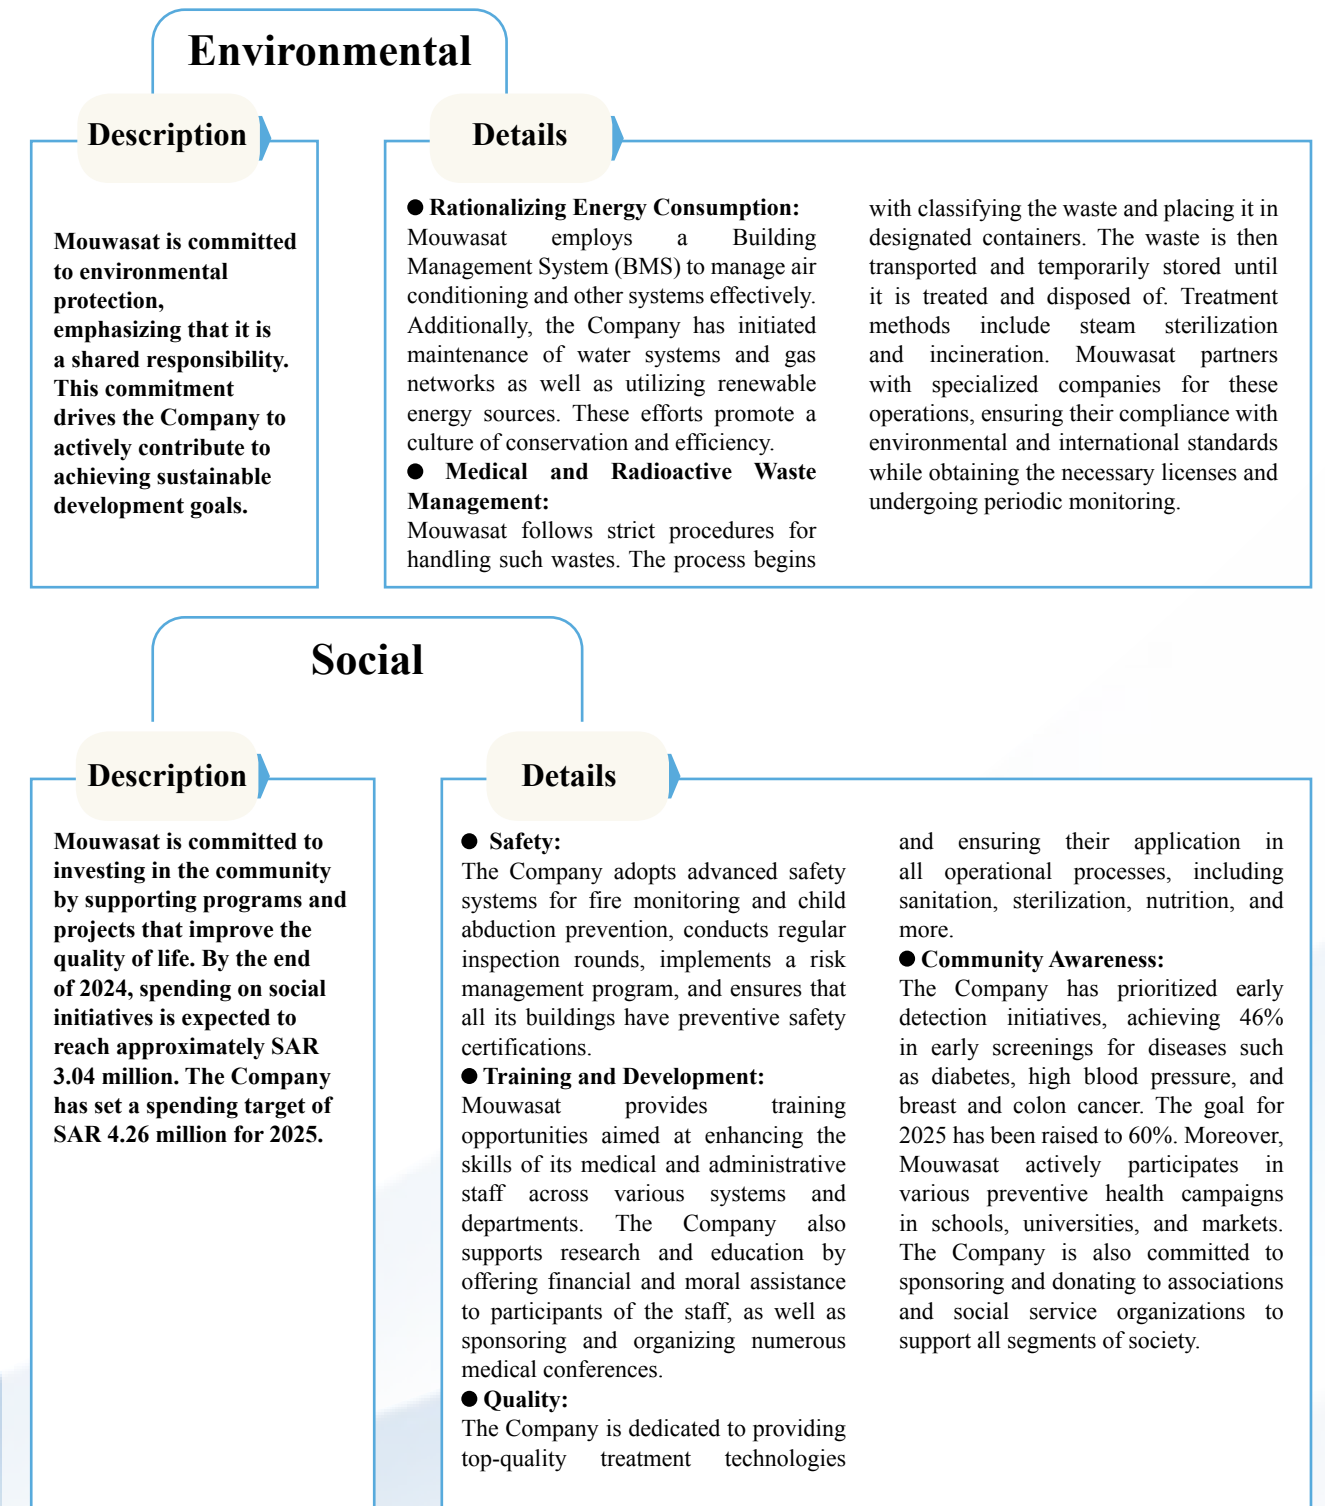 Environmental
Description
Mouwasat is committed
to environmental
protection,
emphasizing that it is
a shared responsibility.
This commitment
drives the Company to
actively contribute to
achieving sustainable
development goals.
Details
● Rationalizing Energy Consumption:
Mouwasat employs a Building
Management System (BMS) to manage air
conditioning and other systems effectively.
Additionally, the Company has initiated
maintenance of water systems and gas
networks as well as utilizing renewable
energy sources. These efforts promote a
culture of conservation and efficiency.
● Medical and Radioactive Waste
Management:
Mouwasat follows strict procedures for
handling such wastes. The process begins
with classifying the waste and placing it in
designated containers. The waste is then
transported and temporarily stored until
it is treated and disposed of. Treatment
methods include steam sterilization
and incineration. Mouwasat partners
with specialized companies for these
operations, ensuring their compliance with
environmental and international standards
while obtaining the necessary licenses and
undergoing periodic monitoring.
Social
Description
Mouwasat is committed to
investing in the community
by supporting programs and
projects that improve the
quality of life. By the end
of 2024, spending on social
initiatives is expected to
reach approximately SAR
3.04 million. The Company
has set a spending target of
SAR 4.26 million for 2025.
Details
● Safety:
The Company adopts advanced safety
systems for fire monitoring and child
abduction prevention, conducts regular
inspection rounds, implements a risk
management program, and ensures that
all its buildings have preventive safety
certifications.
● Training and Development:
Mouwasat provides training
opportunities aimed at enhancing the
skills of its medical and administrative
staff across various systems and
departments. The Company also
supports research and education by
offering financial and moral assistance
to participants of the staff, as well as
sponsoring and organizing numerous
medical conferences.
● Quality:
The Company is dedicated to providing
top-quality treatment technologies
and ensuring their application in
all operational processes, including
sanitation, sterilization, nutrition, and
more.
● Community Awareness:
The Company has prioritized early
detection initiatives, achieving 46%
in early screenings for diseases such
as diabetes, high blood pressure, and
breast and colon cancer. The goal for
2025 has been raised to 60%. Moreover,
Mouwasat actively participates in
various preventive health campaigns
in schools, universities, and markets.
The Company is also committed to
sponsoring and donating to associations
and social service organizations to
support all segments of society.